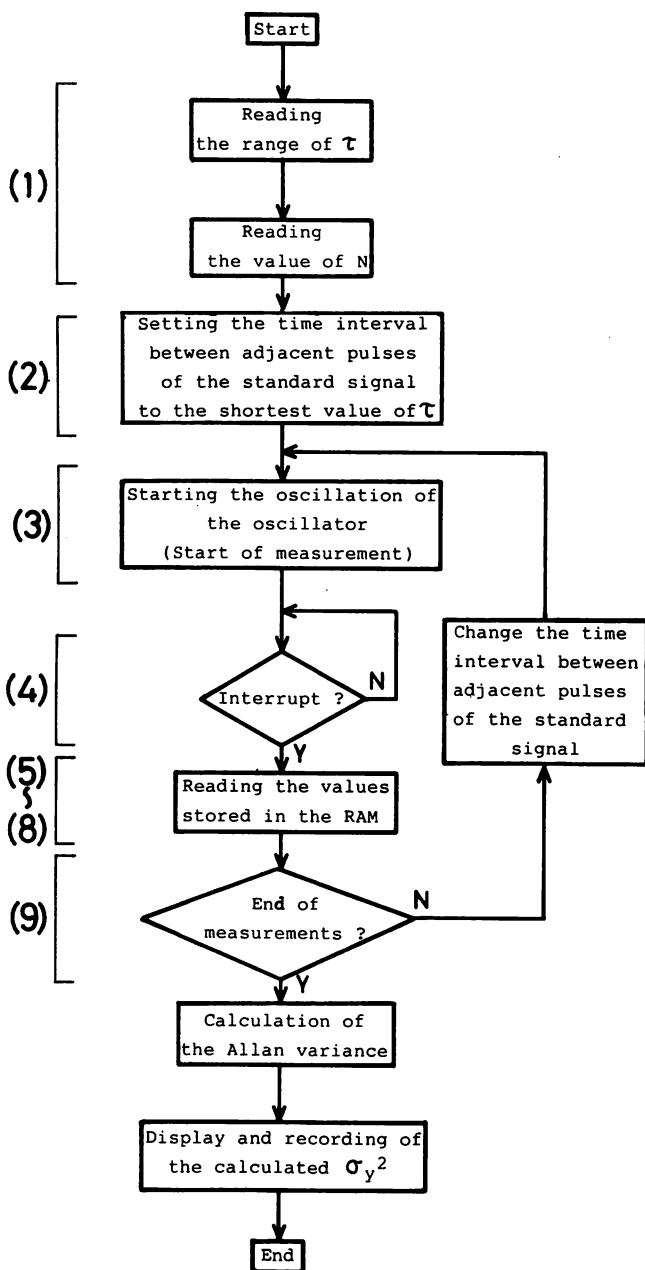 Start
(1)
Reading
the range of τ
Reading
the value of N
(2)
Setting the time interval
between adjacent pulses
of the standard signal
to the shortest value of τ
(3)
Starting the oscillation of
the oscillator
(Start of measurement)
(4)
Interrupt ?
N
Y
Change the time
interval between
adjacent pulses
of the standard
signal
(5)
~
(8)
Reading the values
stored in the RAM
(9)
End of
measurements ?
N
Y
Calculation of
the Allan variance
Display and recording of
the calculated σy²
End